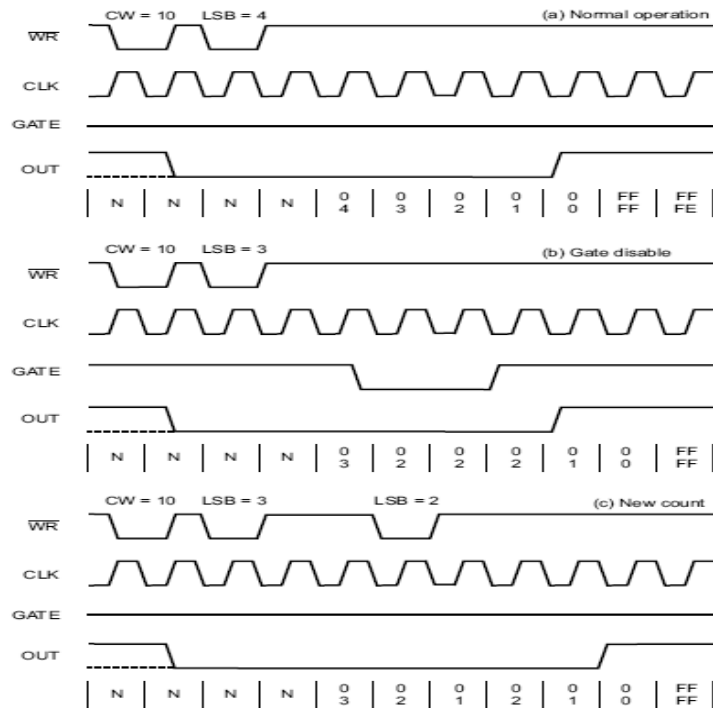 CW = 10 LSB = 4 (a) Normal operation
WR
CLK
GATE
OUT
N N N N 0 0 0 0 0 FF FF
4 3 2 1 0 FF FE
CW = 10 LSB = 3 (b) Gate disable
WR
CLK
GATE
OUT
N N N N 0 0 0 0 0 0 FF
3 2 2 2 1 0 FF
CW = 10 LSB = 3 LSB = 2 (c) New count
WR
CLK
GATE
OUT
N N N N 0 0 0 0 0 0 FF
3 2 1 2 1 0 FF